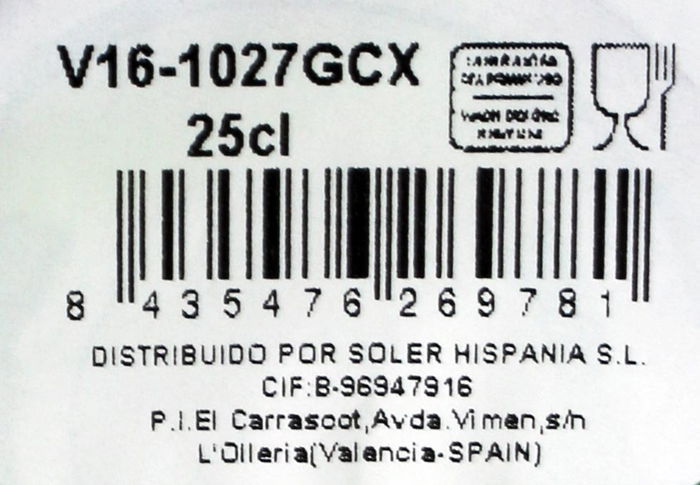 V16-1027GCX
25cl
8 435476 269781
DISTRIBUIDO POR SOLER HISPANIA S.L.
CIF:B-96947916
P.I.El Carrascot,Avda.Vimen,s/n
L'Olleria(Valencia-SPAIN)